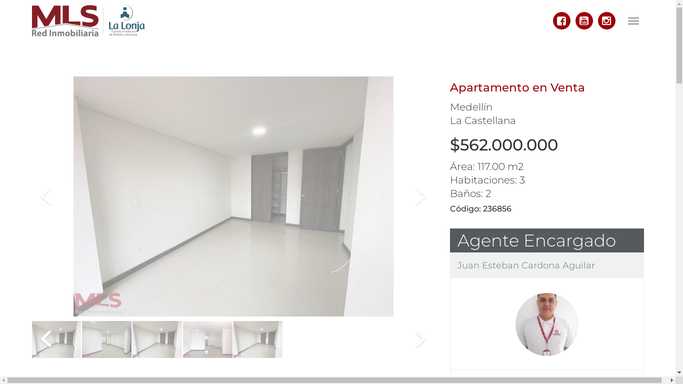 MLS
Red Inmobiliaria
La Lonja
Apartamento en Venta
Medellín
La Castellana
$562.000.000
Área: 117.00 m2
Habitaciones: 3
Baños: 2
Código: 236856
Agente Encargado
Juan Esteban Cardona Aguilar
MLS